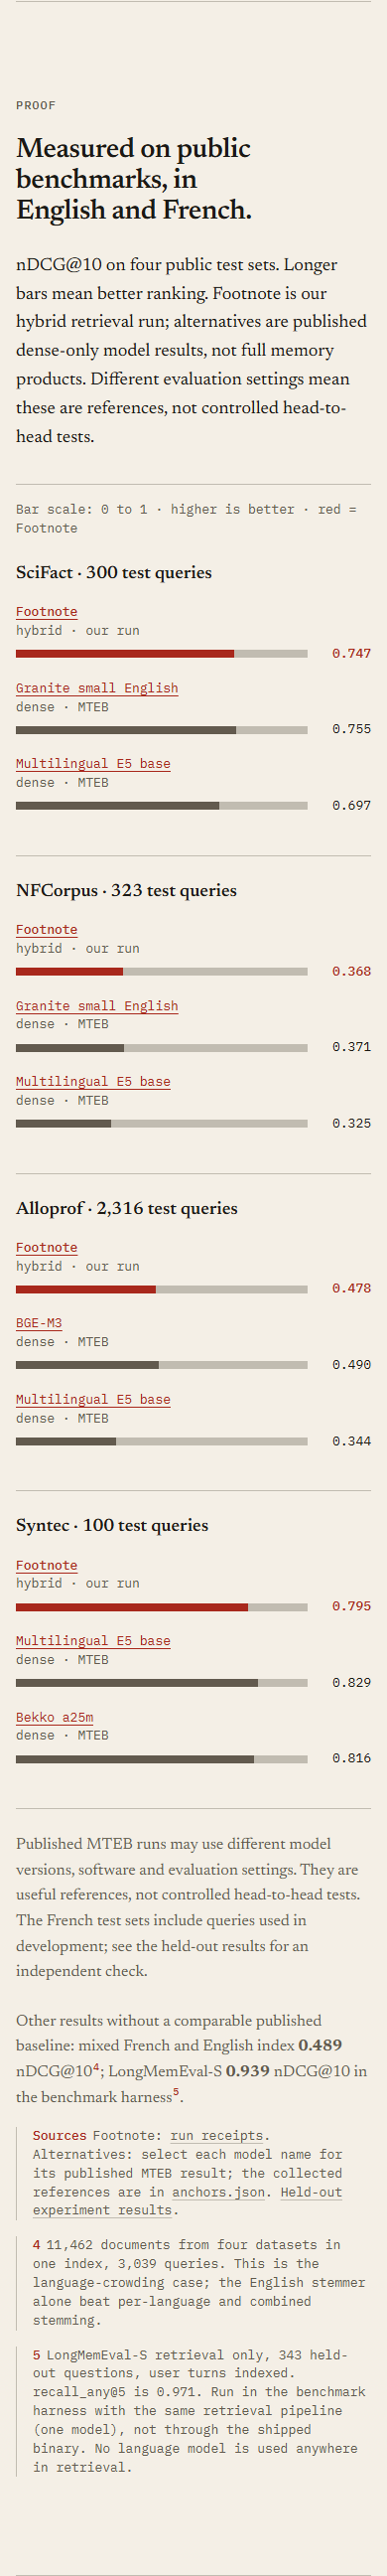 PROOF
Measured on public
benchmarks, in
English and French.
nDCG@10 on four public test sets. Longer
bars mean better ranking. Footnote is our
hybrid retrieval run; alternatives are published
dense-only model results, not full memory
products. Different evaluation settings mean
these are references, not controlled head-to-
head tests.
Bar scale: 0 to 1 · higher is better · red =
Footnote
SciFact · 300 test queries
Footnote
hybrid · our run
0.747
Granite small English
dense · MTEB
0.755
Multilingual E5 base
dense · MTEB
0.697
NFCorpus · 323 test queries
Footnote
hybrid · our run
0.368
Granite small English
dense · MTEB
0.371
Multilingual E5 base
dense · MTEB
0.325
Alloprof · 2,316 test queries
Footnote
hybrid · our run
0.478
BGE-M3
dense · MTEB
0.490
Multilingual E5 base
dense · MTEB
0.344
Syntec · 100 test queries
Footnote
hybrid · our run
0.795
Multilingual E5 base
dense · MTEB
0.829
Bekko a25m
dense · MTEB
0.816
Published MTEB runs may use different model
versions, software and evaluation settings. They are
useful references, not controlled head-to-head tests.
The French test sets include queries used in
development; see the held-out results for an
independent check.
Other results without a comparable published
baseline: mixed French and English index 0.489
nDCG@10⁴; LongMemEval-S 0.939 nDCG@10 in
the benchmark harness⁵.
Sources Footnote: run receipts.
Alternatives: select each model name for
its published MTEB result; the collected
references are in anchors.json. Held-out
experiment results.
4 11,462 documents from four datasets in
one index, 3,039 queries. This is the
language-crowding case; the English stemmer
alone beat per-language and combined
stemming.
5 LongMemEval-S retrieval only, 343 held-
out questions, user turns indexed.
recall_any@5 is 0.971. Run in the benchmark
harness with the same retrieval pipeline
(one model), not through the shipped
binary. No language model is used anywhere
in retrieval.